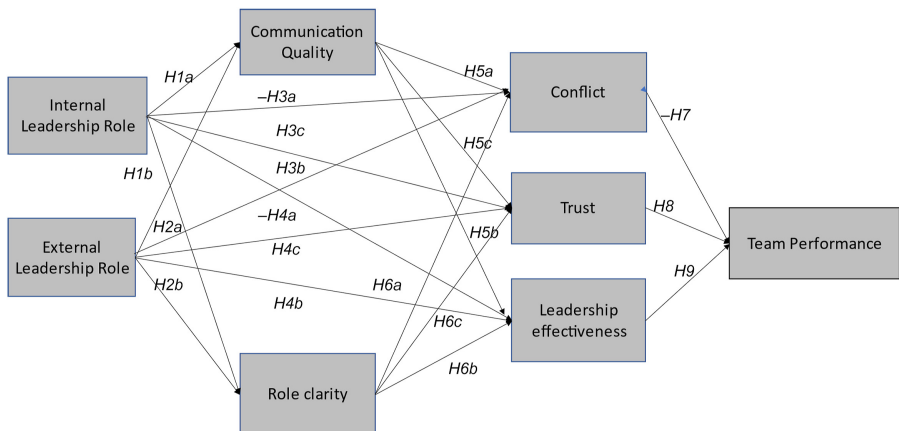 Communication
Quality
H1a
H5a
Internal
Leadership Role
–H3a
Conflict
–H7
H3c
H5c
H3b
H1b
Trust
H8
H2a
–H4a
H5b
External
Leadership Role
H4c
Team Performance
H2b
H6a
H9
H4b
Leadership
effectiveness
H6c
H6b
Role clarity